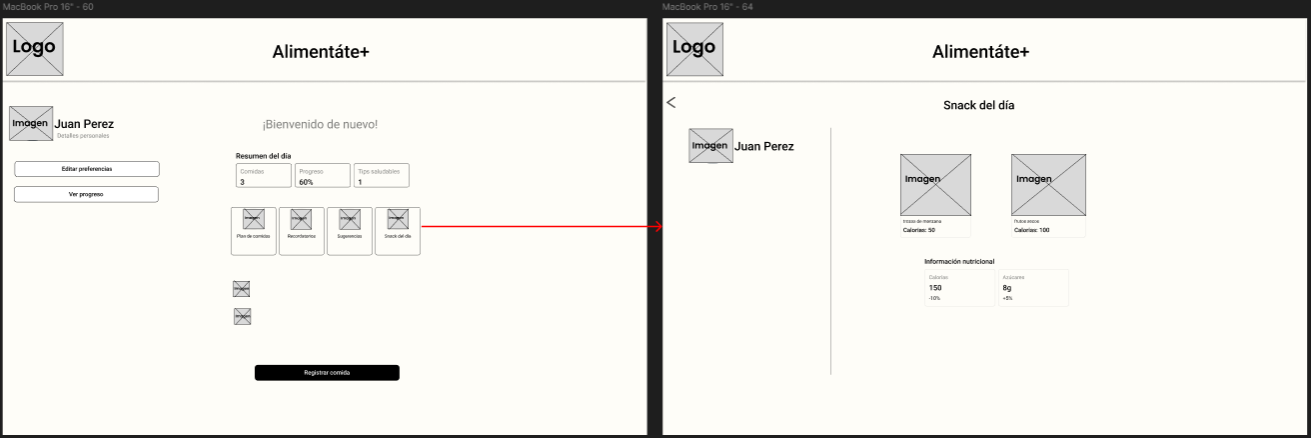 MacBook Pro 16" - 60
Logo
Alimentáte+
Imagen
Juan Perez
Detalles personales
Editar preferencias
Ver progreso
¡Bienvenido de nuevo!
Resumen del día
Comidas
3
Progreso
60%
Tips saludables
1
Imagen
Plan de comidas
Imagen
Recordatorios
Imagen
Sugerencias
Imagen
Snack del día
Imagen
Imagen
Registrar comida
MacBook Pro 16" - 64
Logo
Alimentáte+
<
Snack del día
Imagen
Juan Perez
Imagen
Trozos de manzana
Calorías: 50
Imagen
Frutos secos
Calorías: 100
Información nutricional
Calorías
150
-10%
Azúcares
8g
+5%